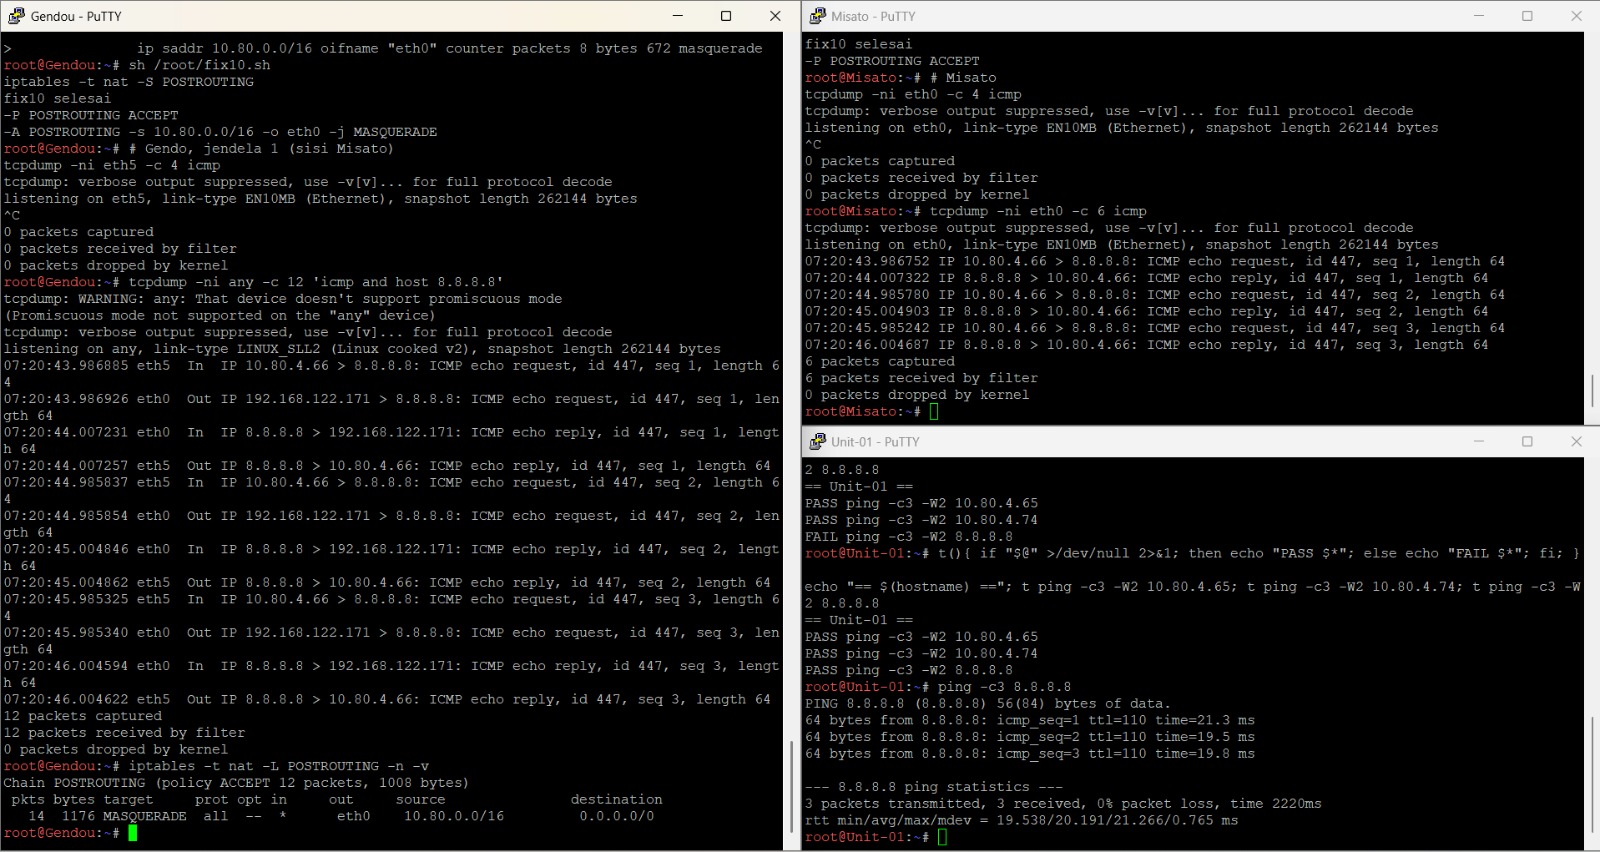 Gendou - PuTTY
>              ip saddr 10.80.0.0/16 oifname "eth0" counter packets 8 bytes 672 masquerade
root@Gendou:~# sh /root/fix10.sh
iptables -t nat -S POSTROUTING
fix10 selesai
-P POSTROUTING ACCEPT
-A POSTROUTING -s 10.80.0.0/16 -o eth0 -j MASQUERADE
root@Gendou:~# # Gendo, jendela 1 (sisi Misato)
tcpdump -ni eth5 -c 4 icmp
tcpdump: verbose output suppressed, use -v[v]... for full protocol decode
listening on eth5, link-type EN10MB (Ethernet), snapshot length 262144 bytes
^C
0 packets captured
0 packets received by filter
0 packets dropped by kernel
root@Gendou:~# tcpdump -ni any -c 12 'icmp and host 8.8.8.8'
tcpdump: WARNING: any: That device doesn't support promiscuous mode
(Promiscuous mode not supported on the "any" device)
tcpdump: verbose output suppressed, use -v[v]... for full protocol decode
listening on any, link-type LINUX_SLL2 (Linux cooked v2), snapshot length 262144 bytes
07:20:43.986885 eth5  In  IP 10.80.4.66 > 8.8.8.8: ICMP echo request, id 447, seq 1, length 6
4
07:20:43.986926 eth0  Out IP 192.168.122.171 > 8.8.8.8: ICMP echo request, id 447, seq 1, len
gth 64
07:20:44.007231 eth0  In  IP 8.8.8.8 > 192.168.122.171: ICMP echo reply, id 447, seq 1, lengt
h 64
07:20:44.007257 eth5  Out IP 8.8.8.8 > 10.80.4.66: ICMP echo reply, id 447, seq 1, length 64
07:20:44.985837 eth5  In  IP 10.80.4.66 > 8.8.8.8: ICMP echo request, id 447, seq 2, length 6
4
07:20:44.985854 eth0  Out IP 192.168.122.171 > 8.8.8.8: ICMP echo request, id 447, seq 2, len
gth 64
07:20:45.004846 eth0  In  IP 8.8.8.8 > 192.168.122.171: ICMP echo reply, id 447, seq 2, lengt
h 64
07:20:45.004862 eth5  Out IP 8.8.8.8 > 10.80.4.66: ICMP echo reply, id 447, seq 2, length 64
07:20:45.985325 eth5  In  IP 10.80.4.66 > 8.8.8.8: ICMP echo request, id 447, seq 3, length 6
4
07:20:45.985340 eth0  Out IP 192.168.122.171 > 8.8.8.8: ICMP echo request, id 447, seq 3, len
gth 64
07:20:46.004594 eth0  In  IP 8.8.8.8 > 192.168.122.171: ICMP echo reply, id 447, seq 3, lengt
h 64
07:20:46.004622 eth5  Out IP 8.8.8.8 > 10.80.4.66: ICMP echo reply, id 447, seq 3, length 64
12 packets captured
12 packets received by filter
0 packets dropped by kernel
root@Gendou:~# iptables -t nat -L POSTROUTING -n -v
Chain POSTROUTING (policy ACCEPT 12 packets, 1008 bytes)
 pkts bytes target     prot opt in     out     source               destination
   14  1176 MASQUERADE  all  --  *      eth0    10.80.0.0/16         0.0.0.0/0
root@Gendou:~#
Misato - PuTTY
fix10 selesai
-P POSTROUTING ACCEPT
root@Misato:~# # Misato
tcpdump -ni eth0 -c 4 icmp
tcpdump: verbose output suppressed, use -v[v]... for full protocol decode
listening on eth0, link-type EN10MB (Ethernet), snapshot length 262144 bytes
^C
0 packets captured
0 packets received by filter
0 packets dropped by kernel
root@Misato:~# tcpdump -ni eth0 -c 6 icmp
tcpdump: verbose output suppressed, use -v[v]... for full protocol decode
listening on eth0, link-type EN10MB (Ethernet), snapshot length 262144 bytes
07:20:43.986752 IP 10.80.4.66 > 8.8.8.8: ICMP echo request, id 447, seq 1, length 64
07:20:44.007322 IP 8.8.8.8 > 10.80.4.66: ICMP echo reply, id 447, seq 1, length 64
07:20:44.985780 IP 10.80.4.66 > 8.8.8.8: ICMP echo request, id 447, seq 2, length 64
07:20:45.004903 IP 8.8.8.8 > 10.80.4.66: ICMP echo reply, id 447, seq 2, length 64
07:20:45.985242 IP 10.80.4.66 > 8.8.8.8: ICMP echo request, id 447, seq 3, length 64
07:20:46.004687 IP 8.8.8.8 > 10.80.4.66: ICMP echo reply, id 447, seq 3, length 64
6 packets captured
6 packets received by filter
0 packets dropped by kernel
root@Misato:~#
Unit-01 - PuTTY
2 8.8.8.8
== Unit-01 ==
PASS ping -c3 -W2 10.80.4.65
PASS ping -c3 -W2 10.80.4.74
FAIL ping -c3 -W2 8.8.8.8
root@Unit-01:~# t(){ if "$@" >/dev/null 2>&1; then echo "PASS $*"; else echo "FAIL $*"; fi; }
echo "== $(hostname) =="; t ping -c3 -W2 10.80.4.65; t ping -c3 -W2 10.80.4.74; t ping -c3 -W
2 8.8.8.8
== Unit-01 ==
PASS ping -c3 -W2 10.80.4.65
PASS ping -c3 -W2 10.80.4.74
PASS ping -c3 -W2 8.8.8.8
root@Unit-01:~# ping -c3 8.8.8.8
PING 8.8.8.8 (8.8.8.8) 56(84) bytes of data.
64 bytes from 8.8.8.8: icmp_seq=1 ttl=110 time=21.3 ms
64 bytes from 8.8.8.8: icmp_seq=2 ttl=110 time=19.5 ms
64 bytes from 8.8.8.8: icmp_seq=3 ttl=110 time=19.8 ms
--- 8.8.8.8 ping statistics ---
3 packets transmitted, 3 received, 0% packet loss, time 2220ms
rtt min/avg/max/mdev = 19.538/20.191/21.266/0.765 ms
root@Unit-01:~#